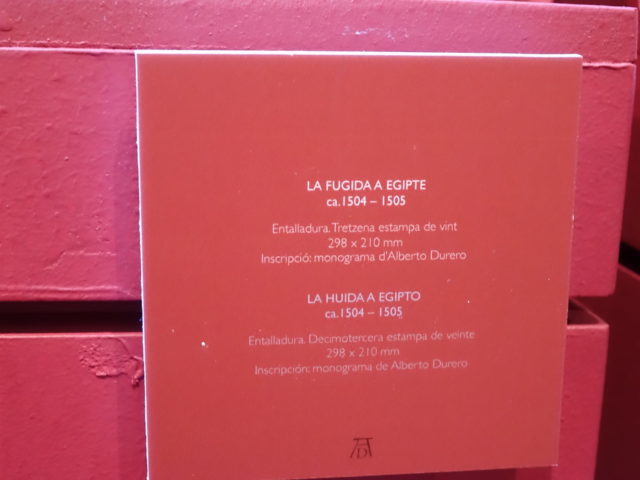 LA FUGIDA A EGIPTE
ca.1504 – 1505
Entalladura. Tretzena estampa de vint
298 x 210 mm
Inscripció: monograma d'Alberto Durero
LA HUIDA A EGIPTO
ca.1504 – 1505
Entalladura. Decimotercera estampa de veinte
298 x 210 mm
Inscripción: monograma de Alberto Durero
AD